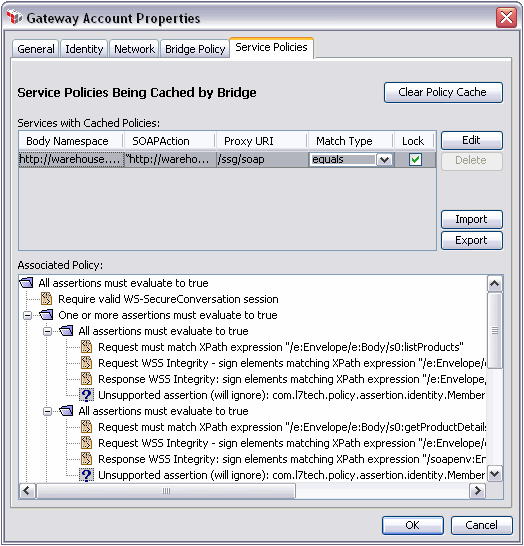 Gateway Account Properties
General Identity Network Bridge Policy Service Policies
Service Policies Being Cached by Bridge
Clear Policy Cache
Services with Cached Policies:
Body Namespace SOAPAction Proxy URI Match Type Lock
http://warehouse.... "http://wareho... /ssg/soap equals
Edit
Delete
Import
Export
Associated Policy:
All assertions must evaluate to true
Require valid WS-SecureConversation session
One or more assertions must evaluate to true
All assertions must evaluate to true
Request must match XPath expression "/e:Envelope/e:Body/s0:listProducts"
Request WSS Integrity - sign elements matching XPath expression "/e:Envelope/e
Response WSS Integrity: sign elements matching XPath expression "/e:Envelope,
? Unsupported assertion (will ignore): com.l7tech.policy.assertion.identity.Member
All assertions must evaluate to true
Request must match XPath expression "/e:Envelope/e:Body/s0:getProductDetails
Request WSS Integrity - sign elements matching XPath expression "/e:Envelope/e
Response WSS Integrity: sign elements matching XPath expression "/soapenv:En
? Unsupported assertion (will ignore): com.l7tech.policy.assertion.identity.Member
OK Cancel